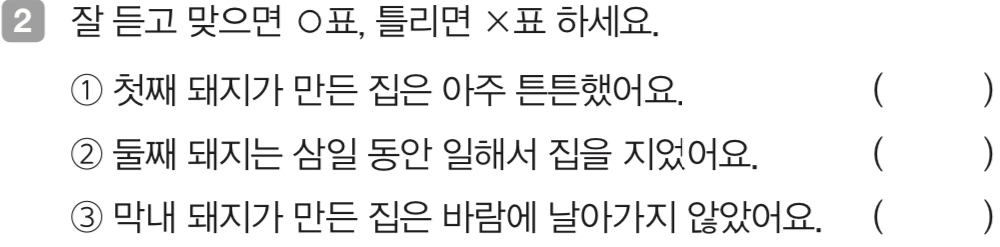 2 잘 듣고 맞으면 ○표, 틀리면 ×표 하세요.
① 첫째 돼지가 만든 집은 아주 튼튼했어요. ( )
② 둘째 돼지는 삼일 동안 일해서 집을 지었어요. ( )
③ 막내 돼지가 만든 집은 바람에 날아가지 않았어요. ( )